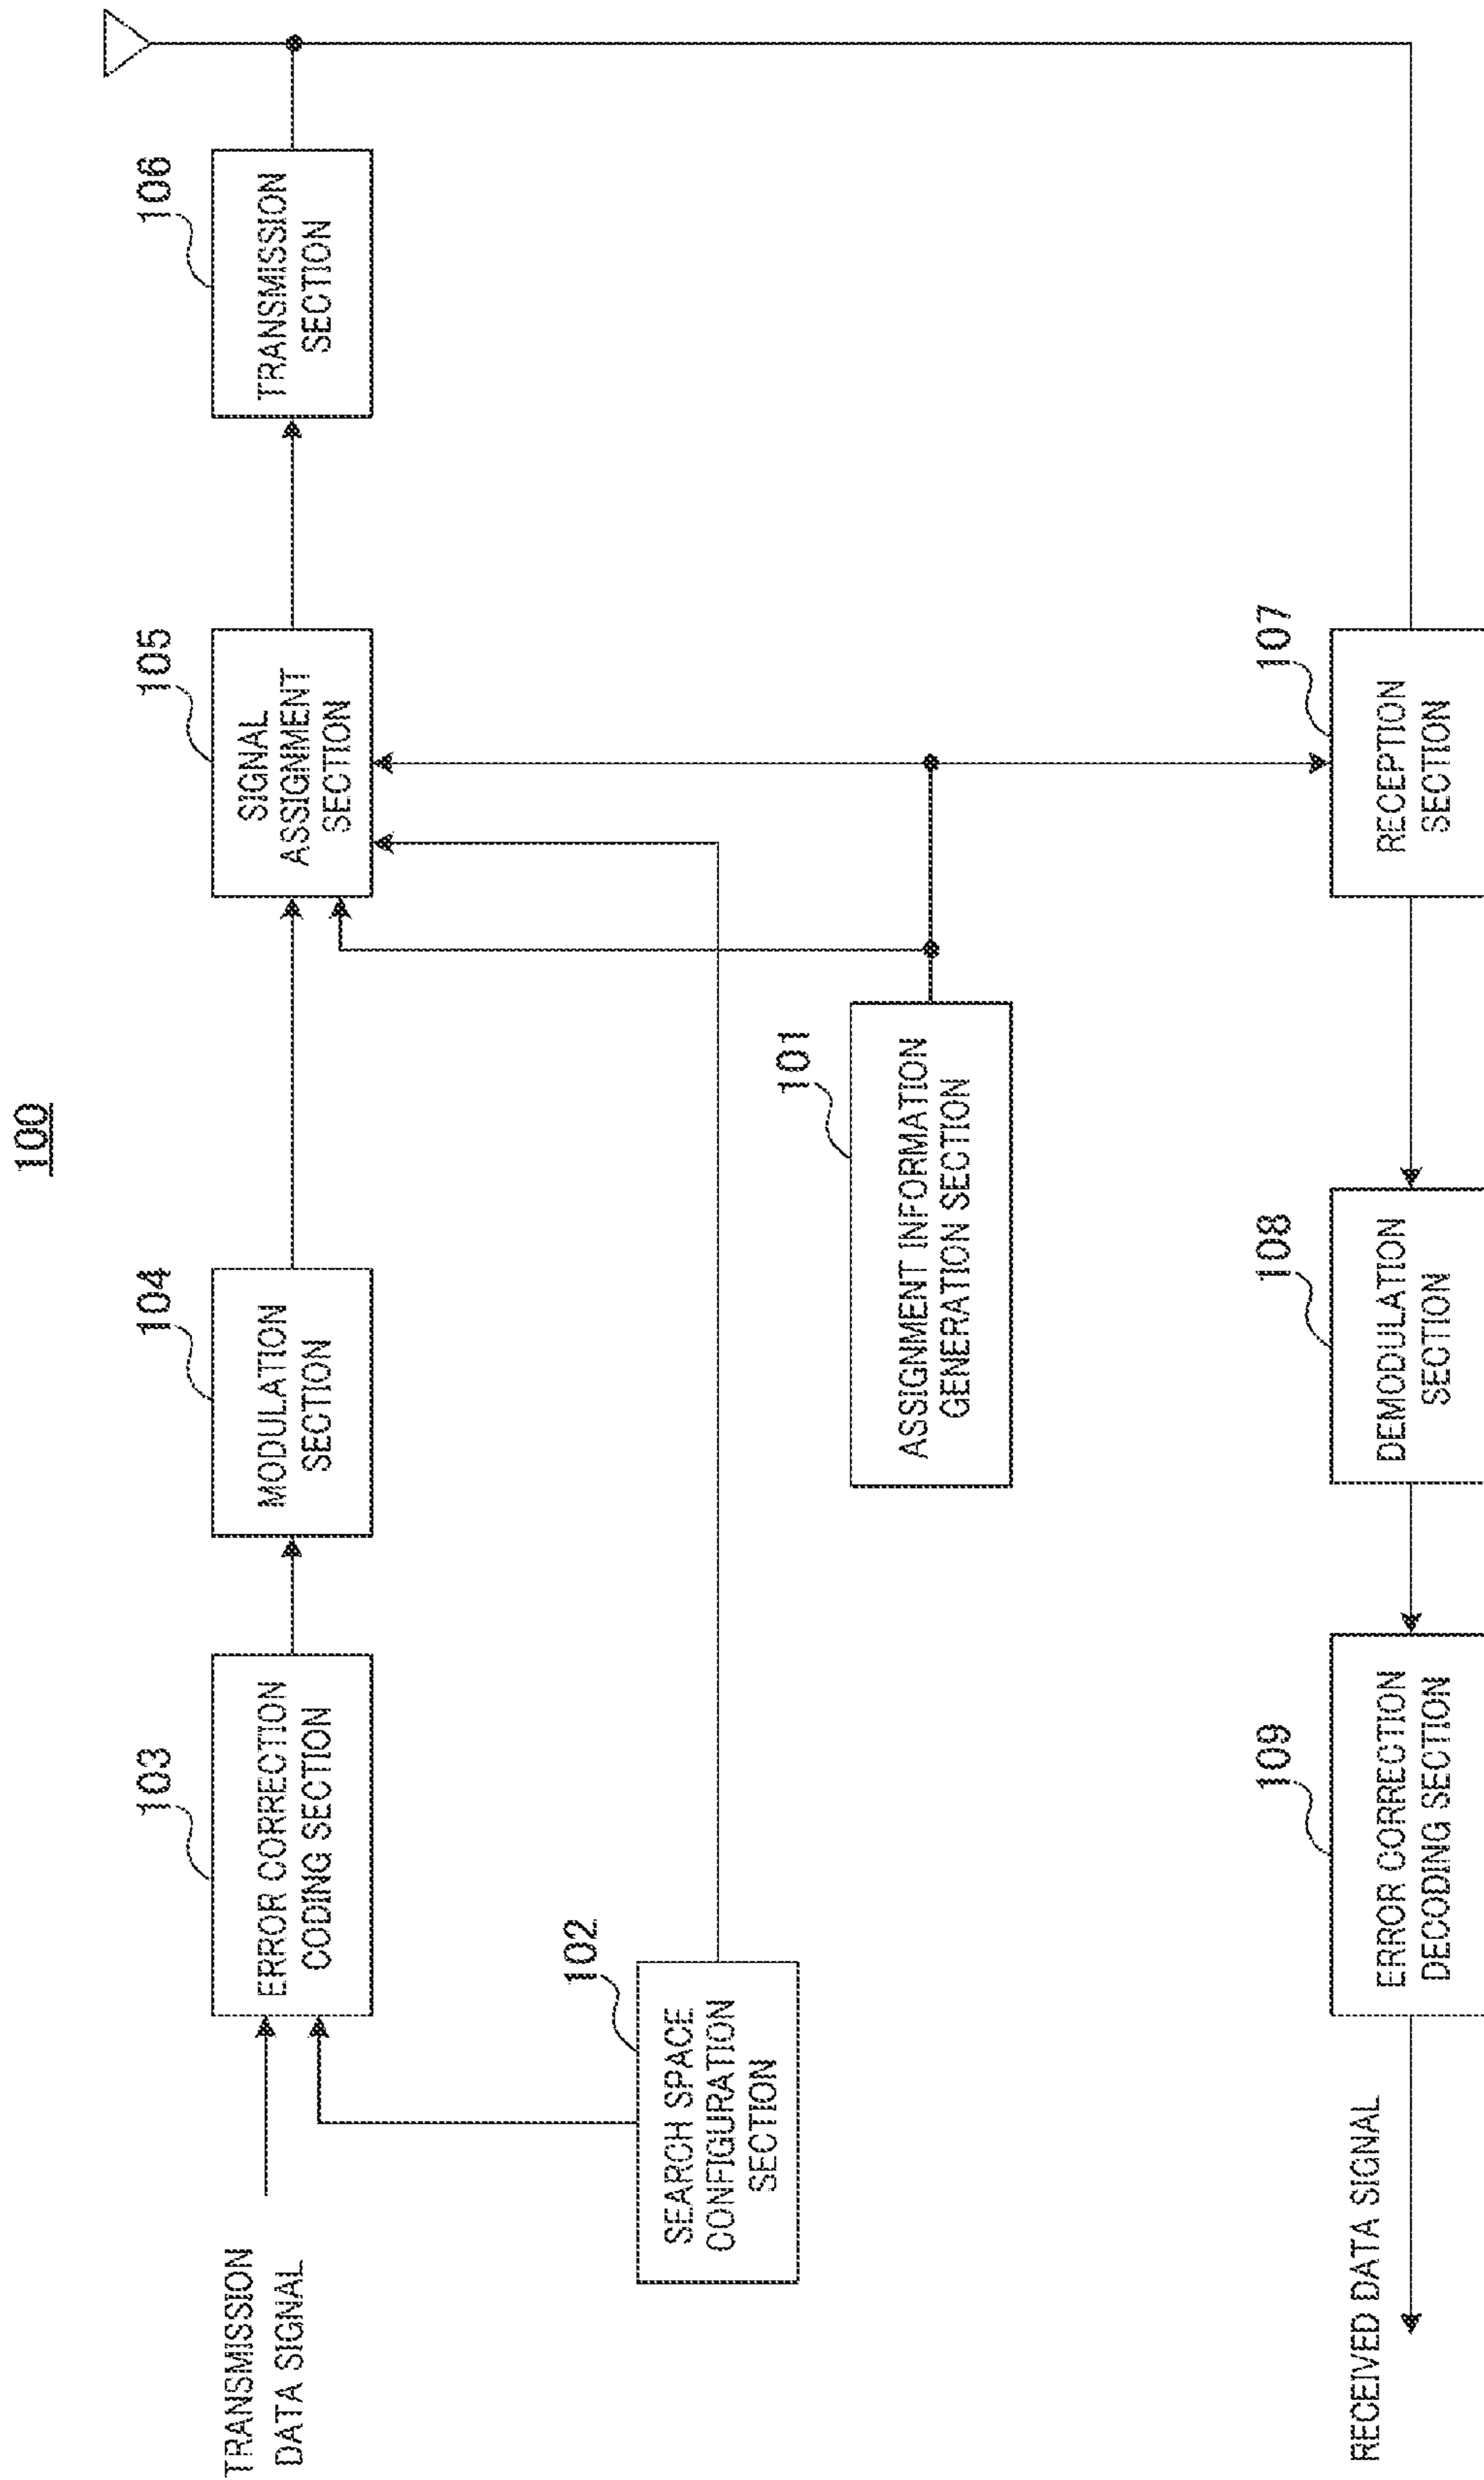 100
TRANSMISSION
DATA SIGNAL
103
ERROR CORRECTION
CODING SECTION
104
MODULATION
SECTION
105
SIGNAL
ASSIGNMENT
SECTION
106
TRANSMISSION
SECTION
102
SEARCH SPACE
CONFIGURATION
SECTION
101
ASSIGNMENT INFORMATION
GENERATION SECTION
RECEIVED DATA SIGNAL
109
ERROR CORRECTION
DECODING SECTION
108
DEMODULATION
SECTION
107
RECEPTION
SECTION